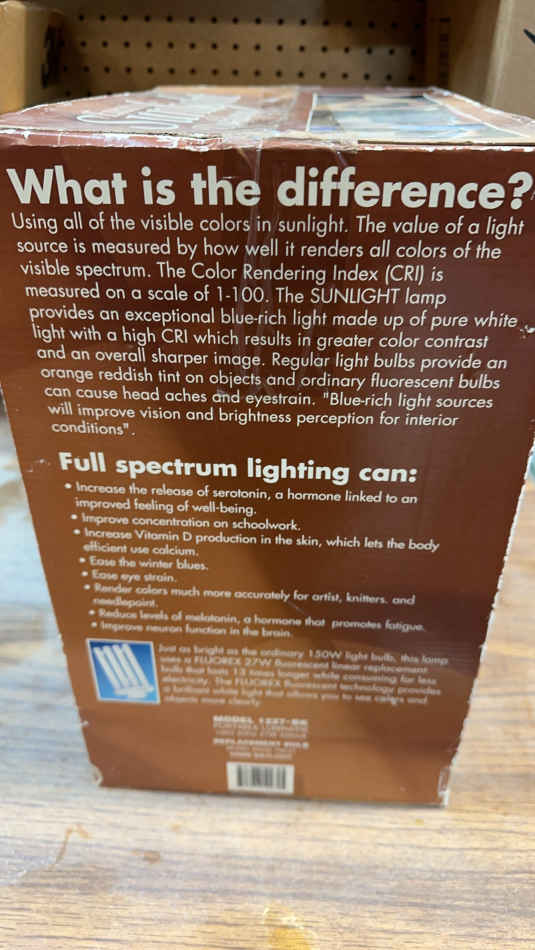 What is the difference?
Using all of the visible colors in sunlight. The value of a light
source is measured by how well it renders all colors of the
visible spectrum. The Color Rendering Index (CRI) is
measured on a scale of 1-100. The SUNLIGHT lamp
provides an exceptional blue-rich light made up of pure white
light with a high CRI which results in greater color contrast
and an overall sharper image. Regular light bulbs provide an
orange reddish tint on objects and ordinary fluorescent bulbs
can cause head aches and eyestrain. "Blue-rich light sources
will improve vision and brightness perception for interior
conditions".
Full spectrum lighting can:
• Increase the release of serotonin, a hormone linked to an
improved feeling of well-being.
• Improve concentration on schoolwork.
• Increase Vitamin D production in the skin, which lets the body
efficient use calcium.
• Ease the winter blues.
• Ease eye strain.
• Render colors much more accurately for artist, knitters. and
needlepoint.
• Reduce levels of melatonin, a hormone that promotes fatigue.
• Improve neuron function in the brain.
Just as bright as the ordinary 150W light bulb, this lamp
uses a FLUOREX 27W fluorescent linear replacement
bulb that lasts 13 times longer while consuming far less
electricity. The FLUOREX fluorescent technology provides
a brilliant white light that allows you to see colors and
objects more clearly.
MODEL 1227-BK
REPLACEMENT BULB